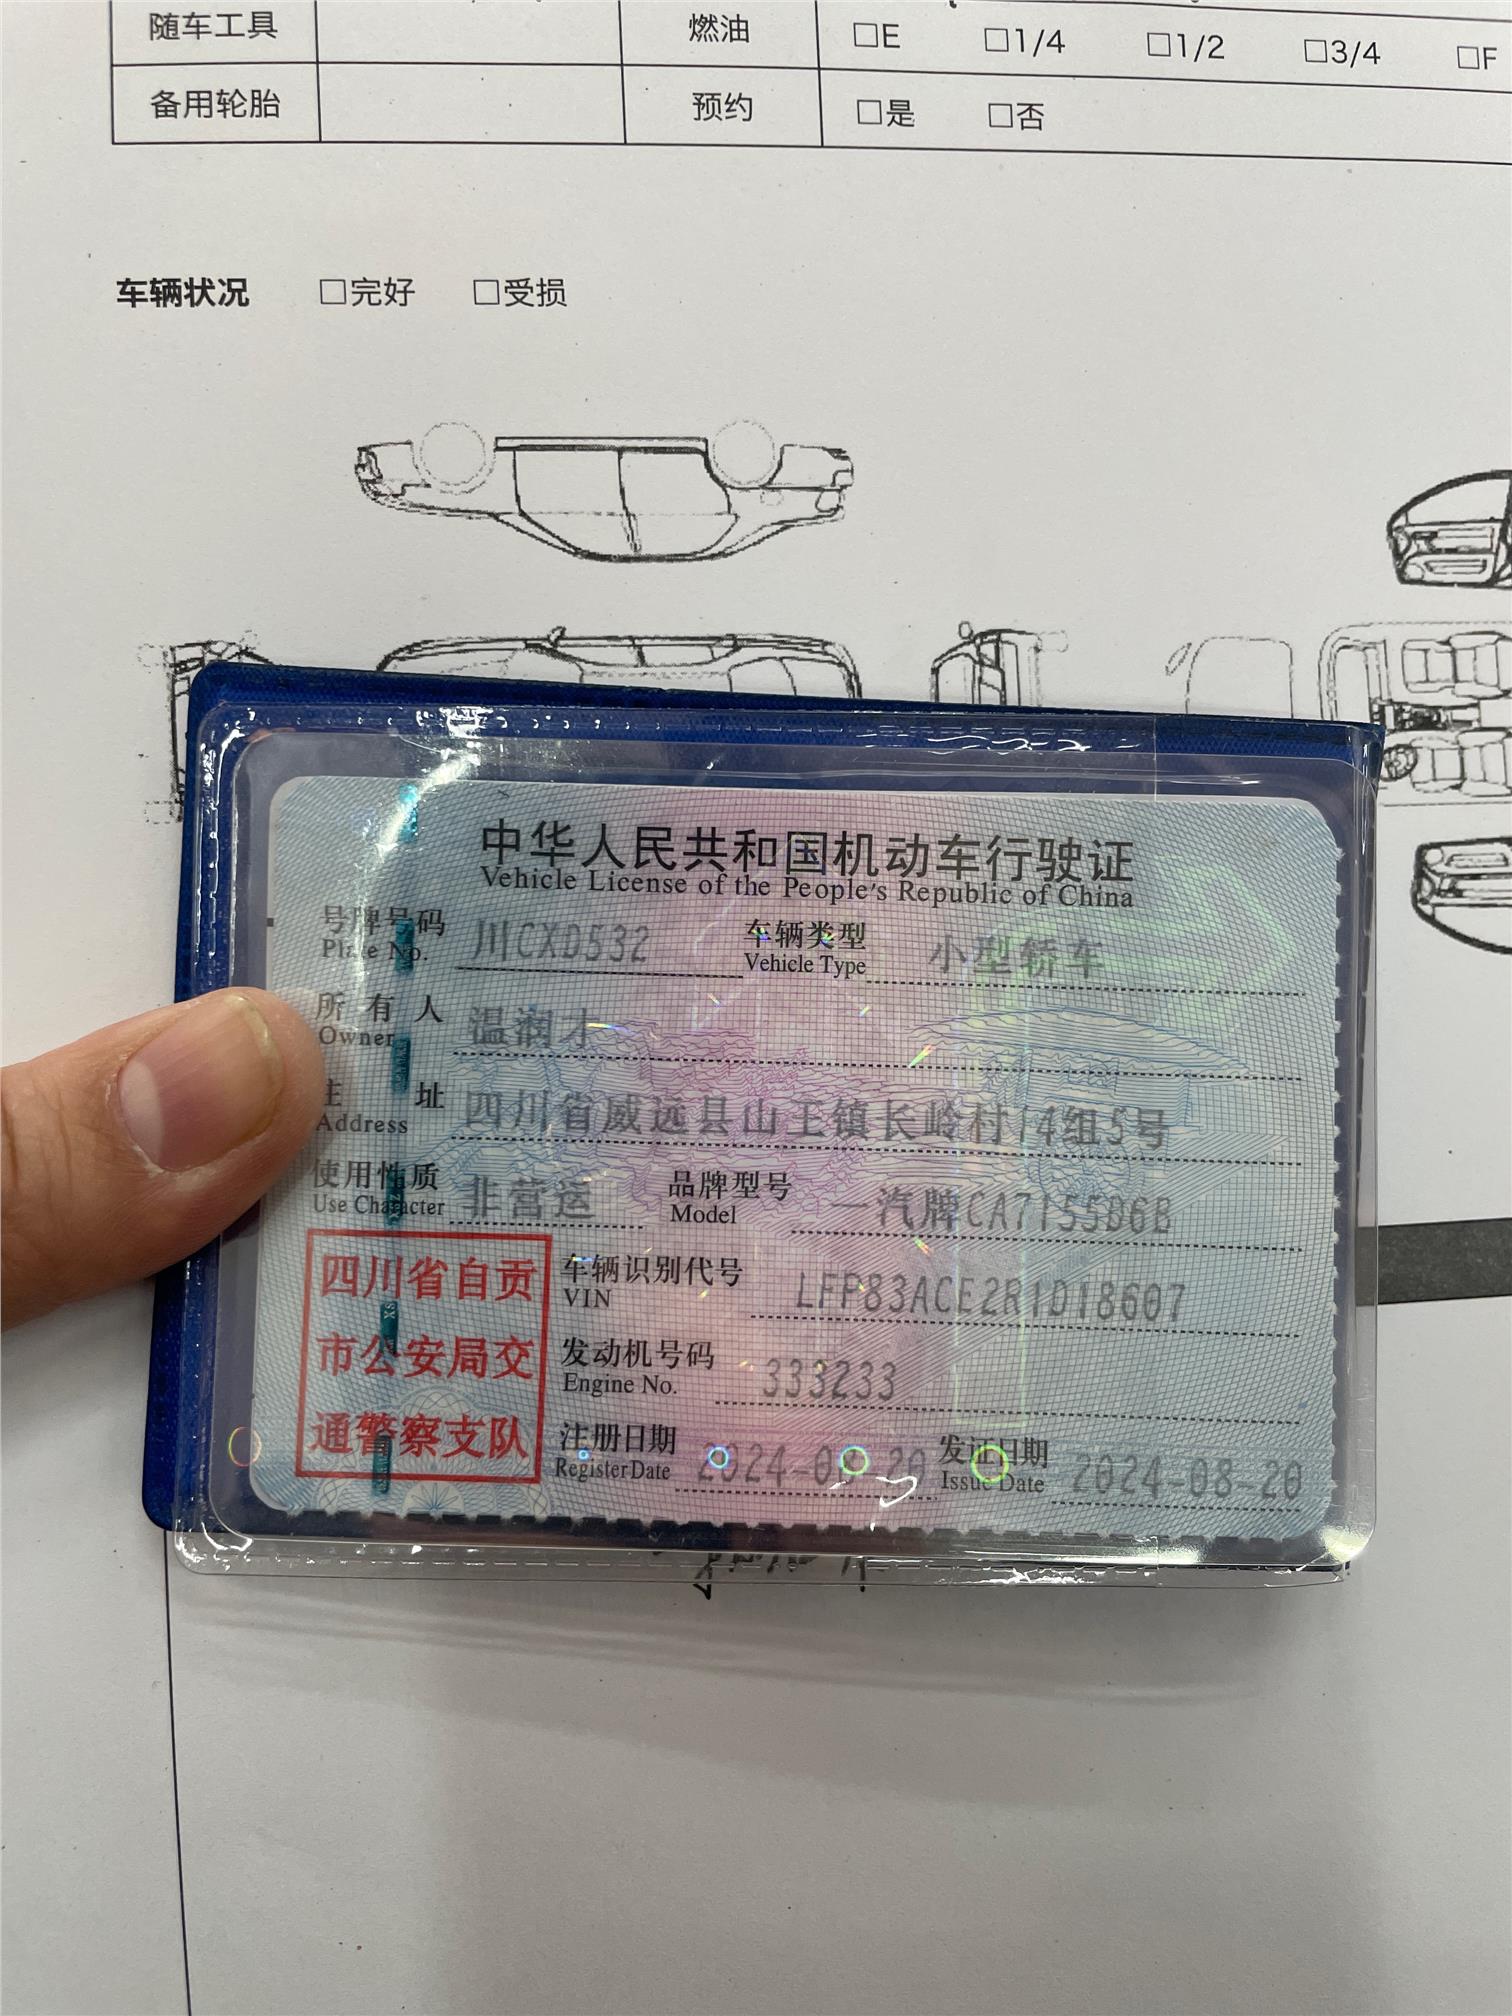 随车工具 燃油 □E □1/4 □1/2 □3/4 □F
备用轮胎 预约 □是 □否
车辆状况 □完好 □受损
中华人民共和国机动车行驶证
Vehicle License of the People's Republic of China
号牌号码 川CXD532 车辆类型 小型轿车
Plate No. Vehicle Type
所有人 温润才
Owner
住址 四川省威远县山王镇长岭村14组5号
Address
使用性质 非营运 品牌型号 一汽牌CA7155B6B
Use Character Model
四川省自贡
市公安局交
通警察支队
车辆识别代号 LFP83ACE2R1D18607
VIN
发动机号码 333233
Engine No.
注册日期 2024-08-20 发证日期 2024-08-20
Register Date Issue Date